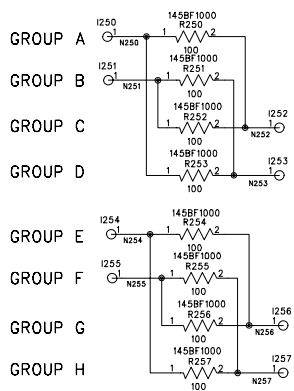 I250 145BF1000
GROUP A 1 N250 1 R250 2
100
I251 145BF1000
GROUP B 1 N251 1 R251 2
100
145BF1000 I252
GROUP C 1 R252 2 N252 1
100
145BF1000 I253
GROUP D 1 R253 2 N253 1
100
I254 145BF1000
GROUP E 1 N254 1 R254 2
100
I255 145BF1000
GROUP F 1 N255 1 R255 2
100
145BF1000 I256
GROUP G 1 R256 2 N256 1
100
145BF1000 I257
GROUP H 1 R257 2 N257 1
100